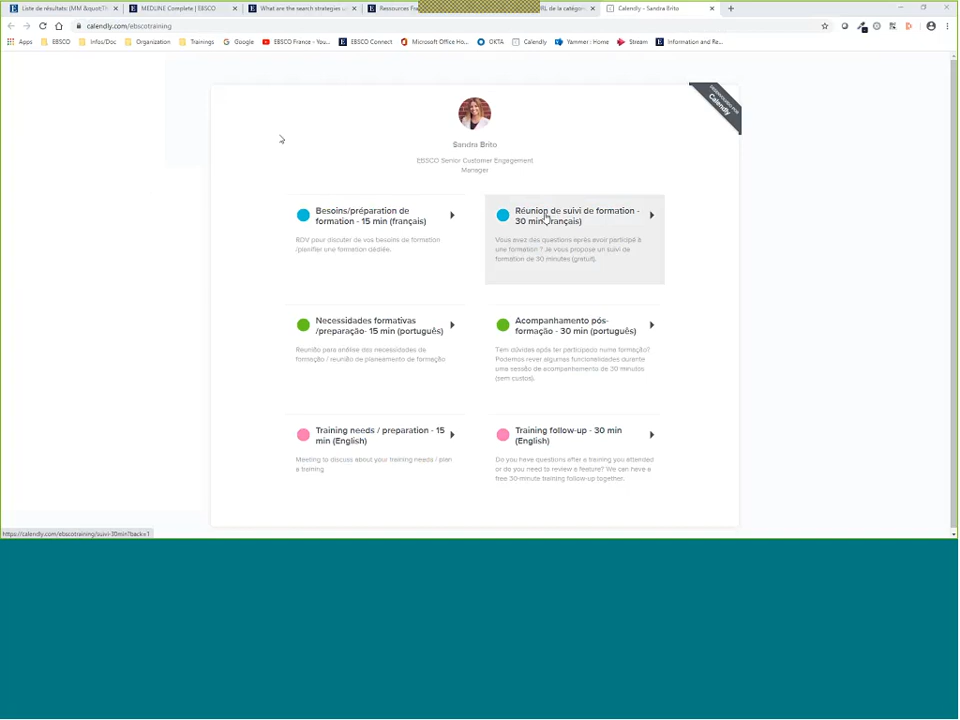 Liste de résultats: (MM &quot;Th
MEDLINE Complete | EBSCO
What are the search strategies u
Ressources Fra
RL de la catégor
Calendly - Sandra Brito
calendly.com/ebscotraining
Apps
EBSCO
Infos/Doc
Organization
Trainings
Google
EBSCO France - You...
EBSCO Connect
Microsoft Office Ho...
OKTA
Calendly
Yammer : Home
Stream
Information and Re...
Calendly
Sandra Brito
EBSCO Senior Customer Engagement
Manager
Besoins/préparation de
formation - 15 min (français)
RDV pour discuter de vos besoins de formation
/planifier une formation dédiée.
Réunion de suivi de formation -
30 min (français)
Vous avez des questions après avoir participé à
une formation ? Je vous propose un suivi de
formation de 30 minutes (gratuit).
Necessidades formativas
/preparação- 15 min (português)
Reunião para análise das necessidades de
formação / reunião de planeamento de formação
Acompanhamento pós-
formação - 30 min (português)
Tem dúvidas após ter participado numa formação?
Podemos rever algumas funcionalidades durante
uma sessão de acompanhamento de 30 minutos
(sem custos).
Training needs / preparation - 15
min (English)
Meeting to discuss about your training needs / plan
a training
Training follow-up - 30 min
(English)
Do you have questions after a training you attended
or do you need to review a feature? We can have a
free 30-minute training follow-up together.
https://calendly.com/ebscotraining/suivi-30min?back=1